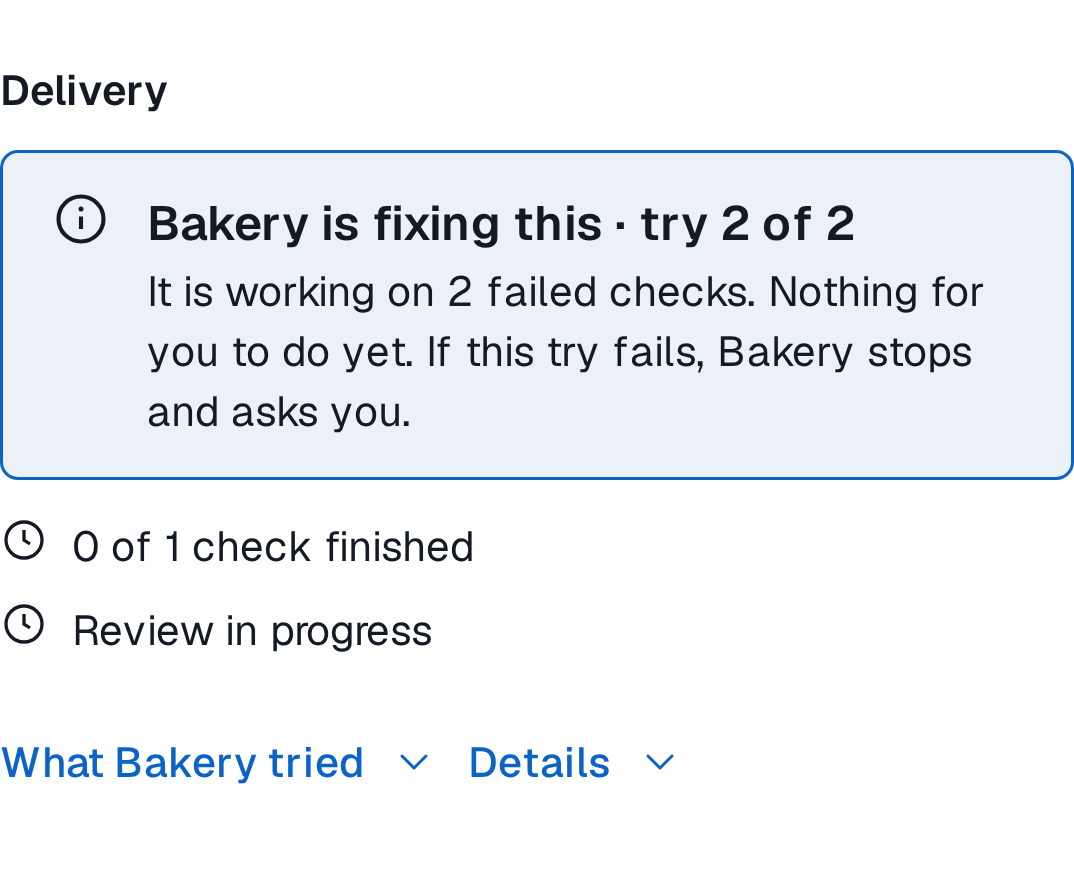 Delivery
Bakery is fixing this · try 2 of 2
It is working on 2 failed checks. Nothing for
you to do yet. If this try fails, Bakery stops
and asks you.
0 of 1 check finished
Review in progress
What Bakery tried Details